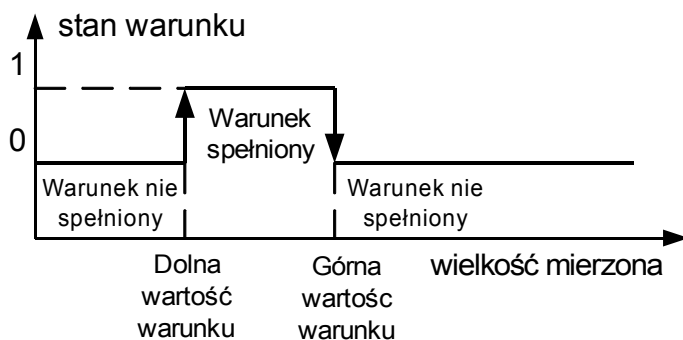 stan warunku
1
0
Warunek
spełniony
Warunek nie
spełniony
Warunek nie
spełniony
Dolna
wartość
warunku
Górna
wartośc
warunku
wielkość mierzona